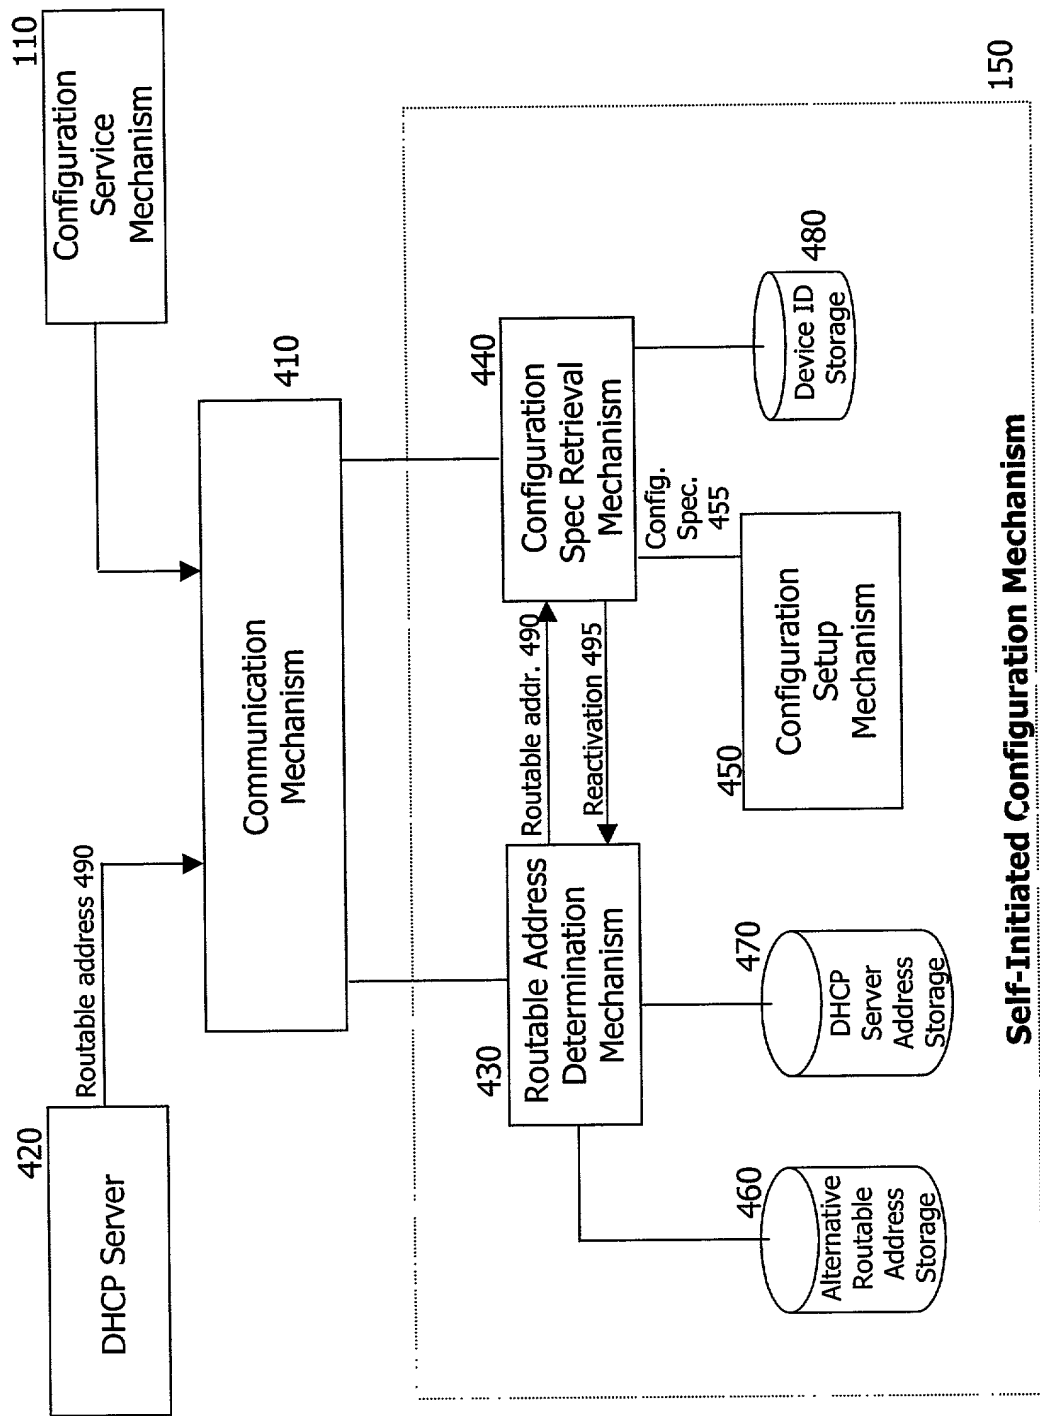 420
DHCP Server
Routable address 490
110
Configuration
Service
Mechanism
Communication
Mechanism
410
430
Routable Address
Determination
Mechanism
Routable addr. 490
Reactivation 495
440
Configuration
Spec Retrieval
Mechanism
Config.
Spec.
455
460
Alternative
Routable
Address
Storage
470
DHCP
Server
Address
Storage
450
Configuration
Setup
Mechanism
Device ID
Storage
480
Self-Initiated Configuration Mechanism
150